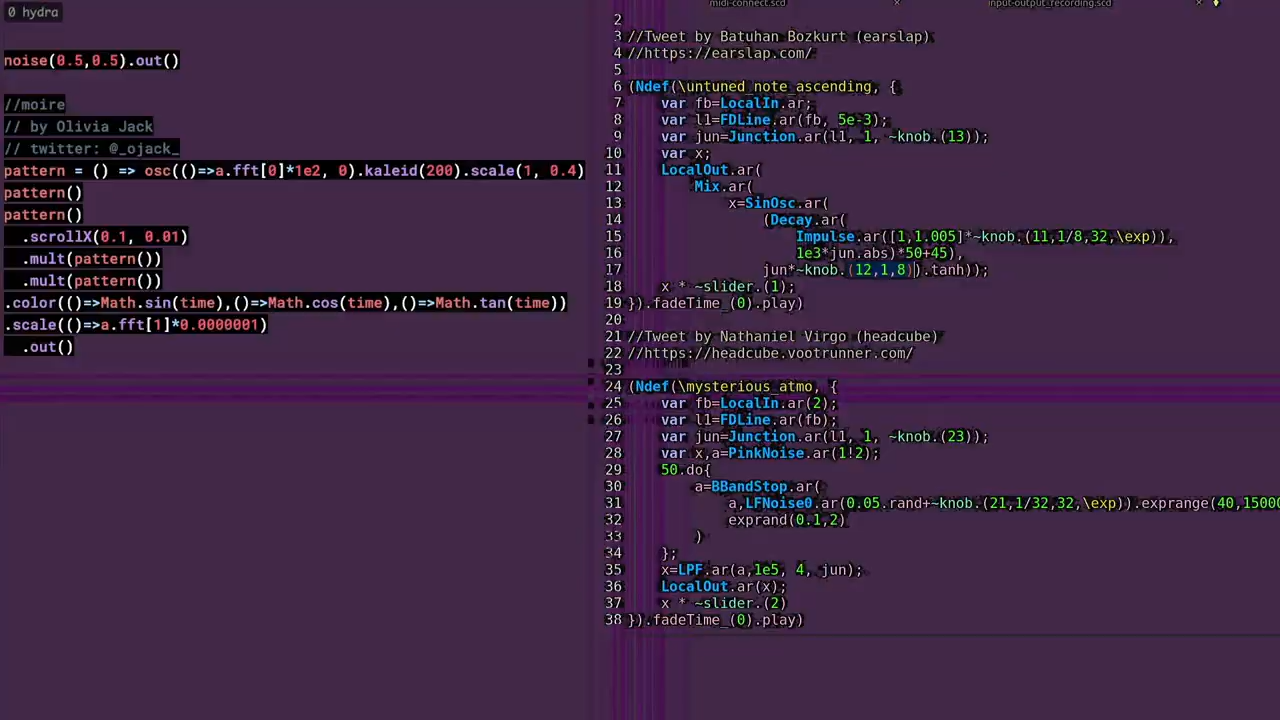 0 hydra
noise(0.5,0.5).out()
//moire
// by Olivia Jack
// twitter: @_ojack_
pattern = () => osc(()=>a.fft[0]*1e2, 0).kaleid(200).scale(1, 0.4)
pattern()
pattern()
  .scrollX(0.1, 0.01)
  .mult(pattern())
  .mult(pattern())
.color(()=>Math.sin(time),()=>Math.cos(time),()=>Math.tan(time))
.scale(()=>a.fft[1]*0.0000001)
  .out()
midi-connect.scd × input-output_recording.scd ×
2
3 //Tweet by Batuhan Bozkurt (earslap)
4 //https://earslap.com/
5
6 (Ndef(\untuned_note_ascending, {
7     var fb=LocalIn.ar;
8     var l1=FDLine.ar(fb, 5e-3);
9     var jun=Junction.ar(l1, 1, ~knob.(13));
10     var x;
11     LocalOut.ar(
12         Mix.ar(
13             x=SinOsc.ar(
14                 (Decay.ar(
15                     Impulse.ar([1,1.005]*~knob.(11,1/8,32,\exp)),
16                     1e3*jun.abs)*50+45),
17                 jun*~knob.(12,1,8)).tanh));
18     x * ~slider.(1);
19 }).fadeTime_(0).play)
20
21 //Tweet by Nathaniel Virgo (headcube)
22 //https://headcube.vootrunner.com/
23
24 (Ndef(\mysterious_atmo, {
25     var fb=LocalIn.ar(2);
26     var l1=FDLine.ar(fb);
27     var jun=Junction.ar(l1, 1, ~knob.(23));
28     var x,a=PinkNoise.ar(1!2);
29     50.do{
30         a=BBandStop.ar(
31             a,LFNoise0.ar(0.05.rand+~knob.(21,1/32,32,\exp)).exprange(40,15000
32             exprand(0.1,2)
33         )
34     };
35     x=LPF.ar(a,1e5, 4, jun);
36     LocalOut.ar(x);
37     x * ~slider.(2)
38 }).fadeTime_(0).play)